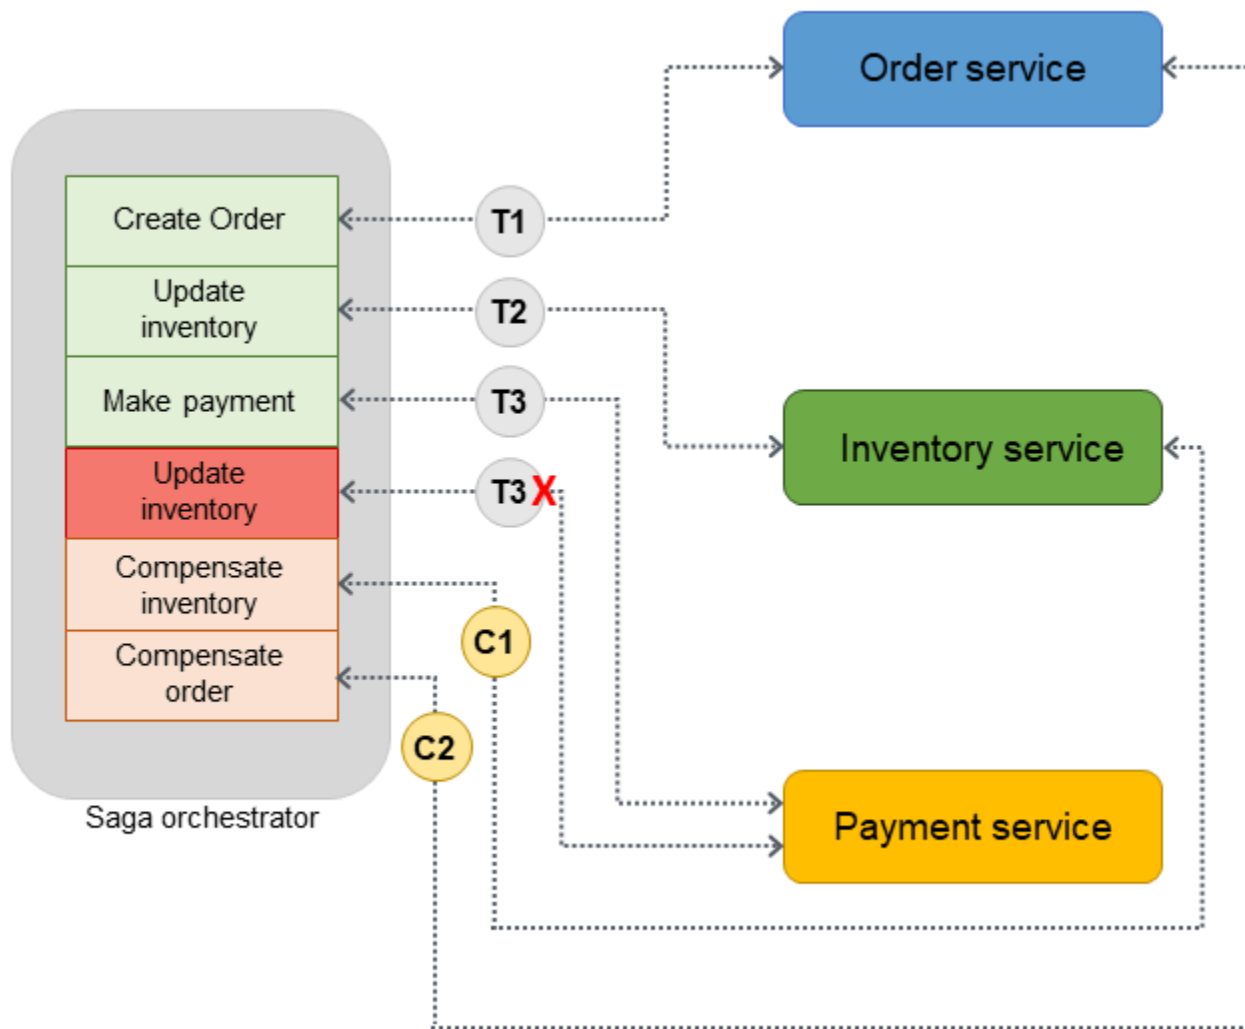 Order service
Create Order
T1
Update
inventory
T2
Make payment
T3
Inventory service
Update
inventory
T3
X
Compensate
inventory
C1
Compensate
order
C2
Saga orchestrator
Payment service